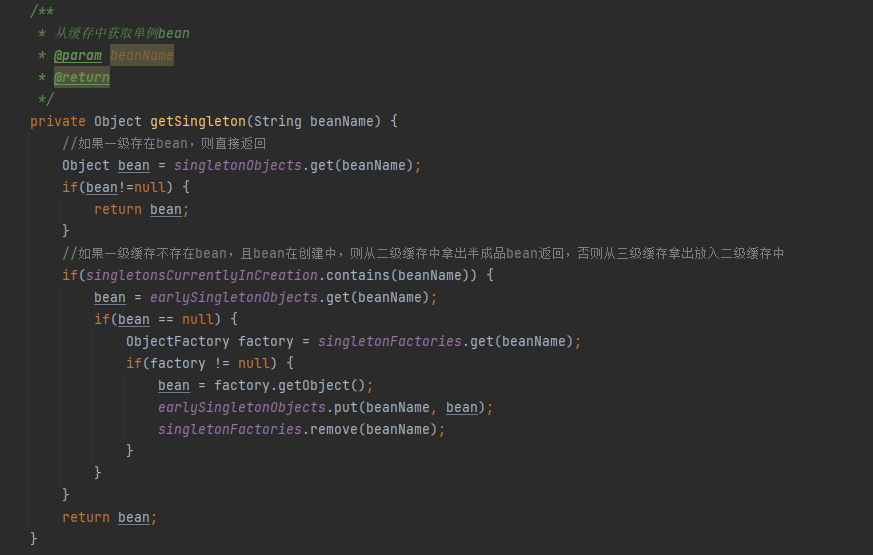 /**
 * 从缓存中获取单例bean
 * @param beanName
 * @return
 */
private Object getSingleton(String beanName) {
    //如果一级存在bean，则直接返回
    Object bean = singletonObjects.get(beanName);
    if(bean!=null) {
        return bean;
    }
    //如果一级缓存不存在bean，且bean在创建中，则从二级缓存中拿出半成品bean返回，否则从三级缓存拿出放入二级缓存中
    if(singletonsCurrentlyInCreation.contains(beanName)) {
        bean = earlySingletonObjects.get(beanName);
        if(bean == null) {
            ObjectFactory factory = singletonFactories.get(beanName);
            if(factory != null) {
                bean = factory.getObject();
                earlySingletonObjects.put(beanName, bean);
                singletonFactories.remove(beanName);
            }
        }
    }
    return bean;
}